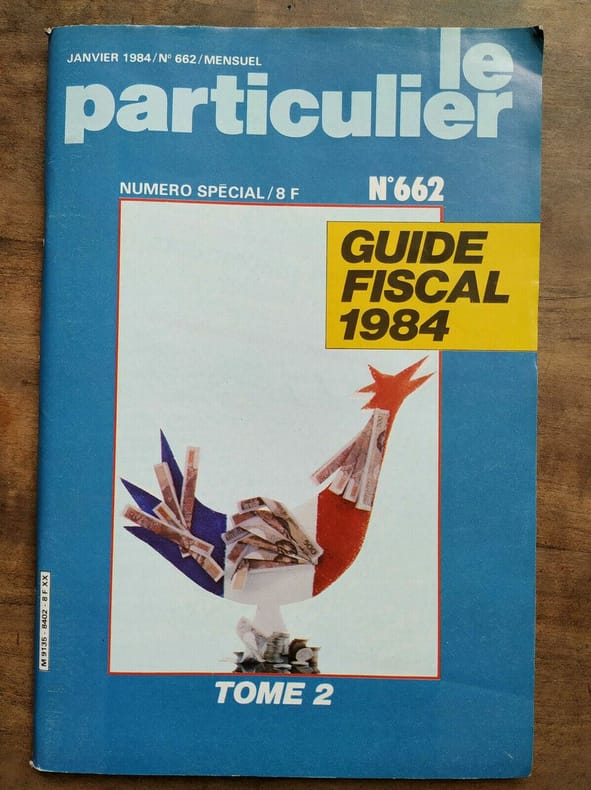 JANVIER 1984/N° 662/MENSUEL
le
particulier
NUMERO SPÉCIAL/8 F
N°662
GUIDE
FISCAL
1984
TOME 2
M 9135 - 8402 - 8 F XX